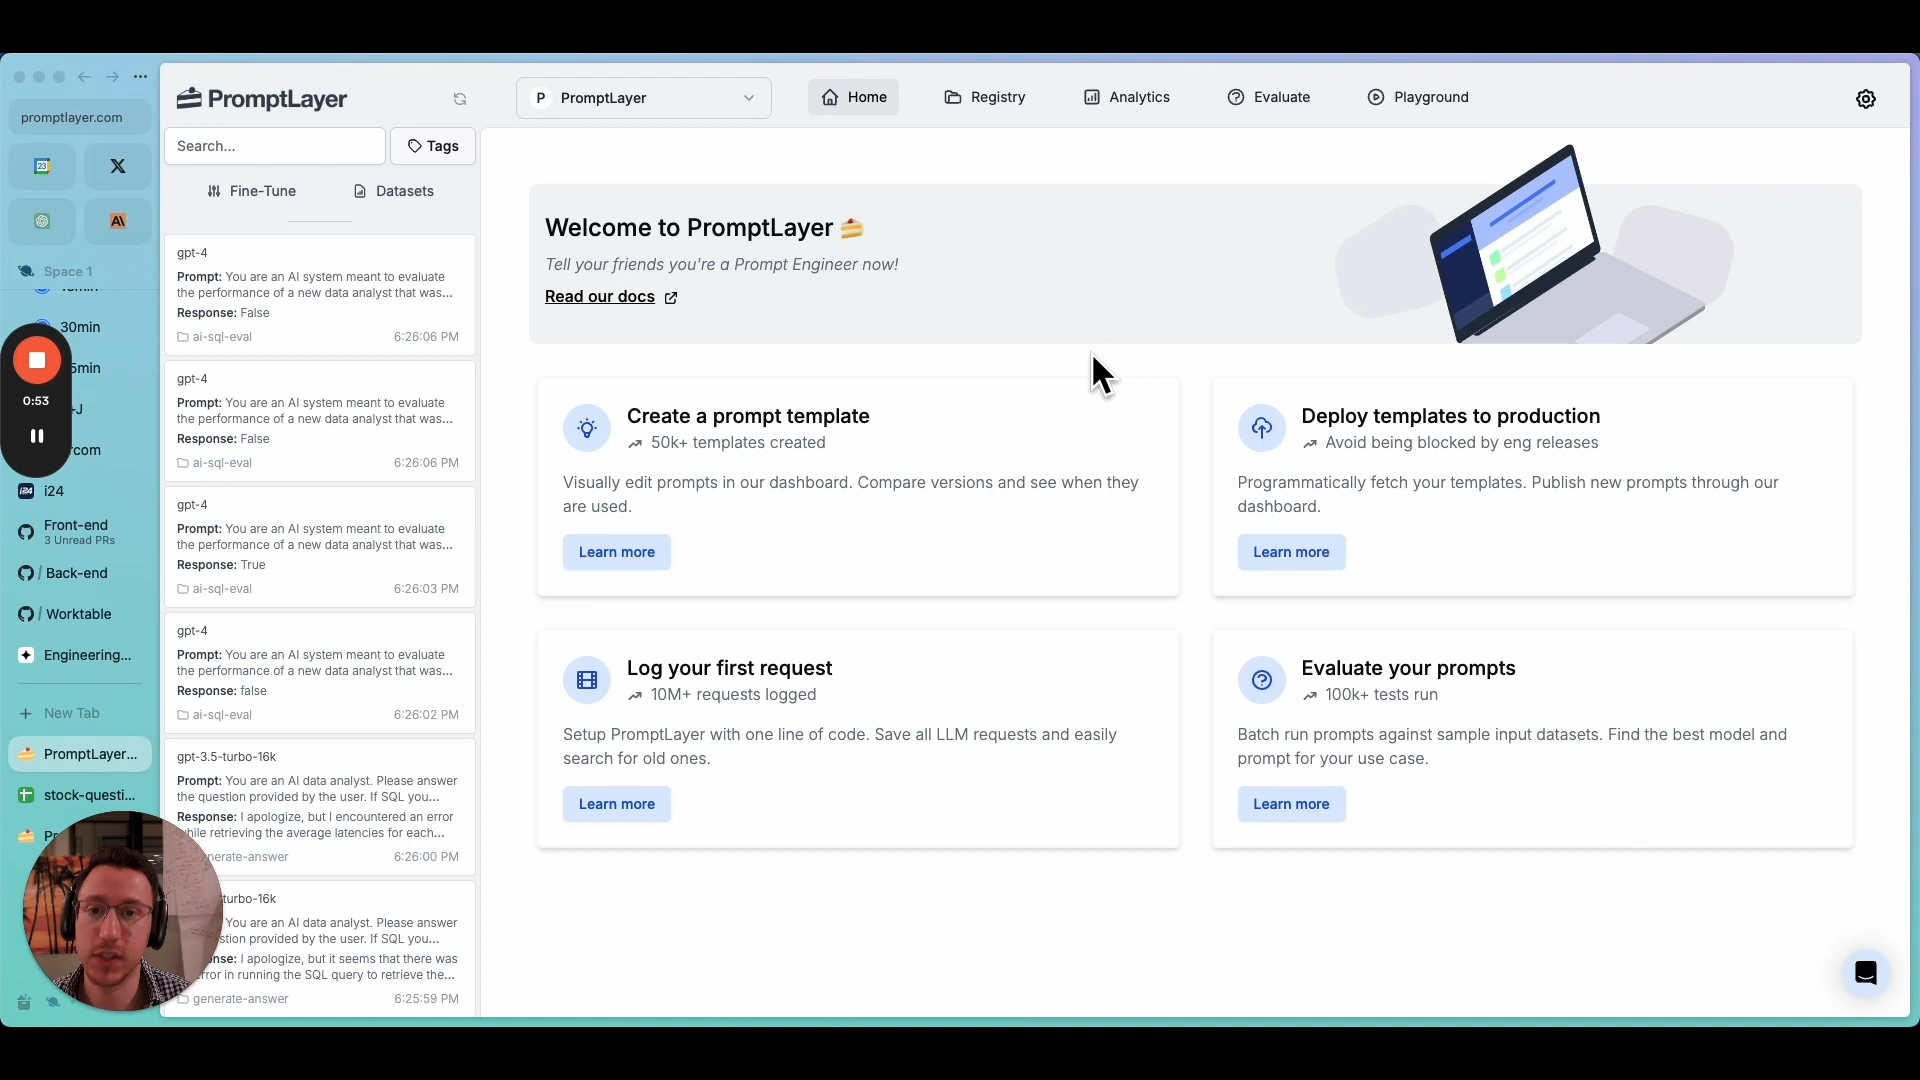 promptlayer.com
23
X
A\
Space 1
30min
5min
+J
rcom
0:53
i24
i24
Front-end
3 Unread PRs
/ Back-end
/ Worktable
Engineering...
+ New Tab
PromptLayer...
stock-questi...
Pr
PromptLayer
Search...
Tags
Fine-Tune
Datasets
gpt-4
Prompt: You are an AI system meant to evaluate
the performance of a new data analyst that was...
Response: False
ai-sql-eval
6:26:06 PM
gpt-4
Prompt: You are an AI system meant to evaluate
the performance of a new data analyst that was...
Response: False
ai-sql-eval
6:26:06 PM
gpt-4
Prompt: You are an AI system meant to evaluate
the performance of a new data analyst that was...
Response: True
ai-sql-eval
6:26:03 PM
gpt-4
Prompt: You are an AI system meant to evaluate
the performance of a new data analyst that was...
Response: false
ai-sql-eval
6:26:02 PM
gpt-3.5-turbo-16k
Prompt: You are an AI data analyst. Please answer
the question provided by the user. If SQL you...
Response: I apologize, but I encountered an error
while retrieving the average latencies for each...
nerate-answer
6:26:00 PM
turbo-16k
You are an AI data analyst. Please answer
stion provided by the user. If SQL you...
nse: I apologize, but it seems that there was
error in running the SQL query to retrieve the...
generate-answer
6:25:59 PM
P PromptLayer
Home
Registry
Analytics
Evaluate
Playground
Welcome to PromptLayer 🍰
Tell your friends you're a Prompt Engineer now!
Read our docs
Create a prompt template
50k+ templates created
Visually edit prompts in our dashboard. Compare versions and see when they
are used.
Learn more
Deploy templates to production
Avoid being blocked by eng releases
Programmatically fetch your templates. Publish new prompts through our
dashboard.
Learn more
Log your first request
10M+ requests logged
Setup PromptLayer with one line of code. Save all LLM requests and easily
search for old ones.
Learn more
Evaluate your prompts
100k+ tests run
Batch run prompts against sample input datasets. Find the best model and
prompt for your use case.
Learn more